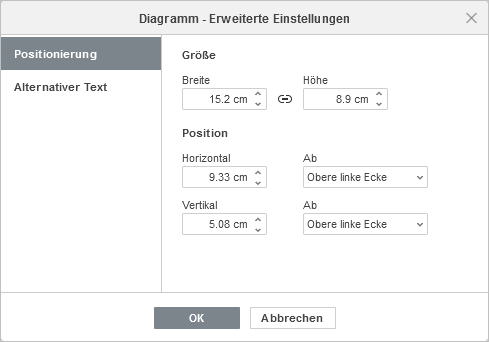 Diagramm - Erweiterte Einstellungen
Positionierung
Alternativer Text
Größe
Breite Höhe
15.2 cm 8.9 cm
Position
Horizontal Ab
9.33 cm Obere linke Ecke
Vertikal Ab
5.08 cm Obere linke Ecke
OK Abbrechen